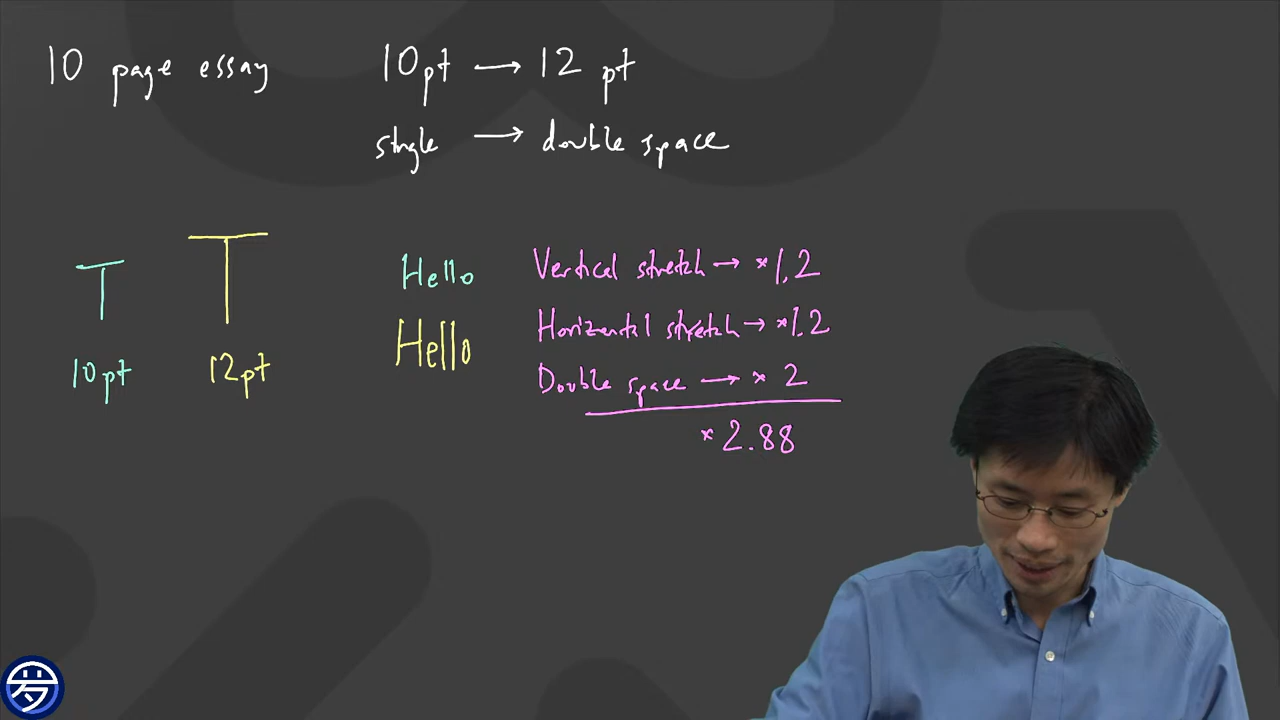 10 page essay
10pt → 12 pt
single → double space
T
T
10pt
12pt
Hello
Hello
Vertical stretch → ×1.2
Horizontal stretch → ×1.2
Double space → × 2
× 2.88